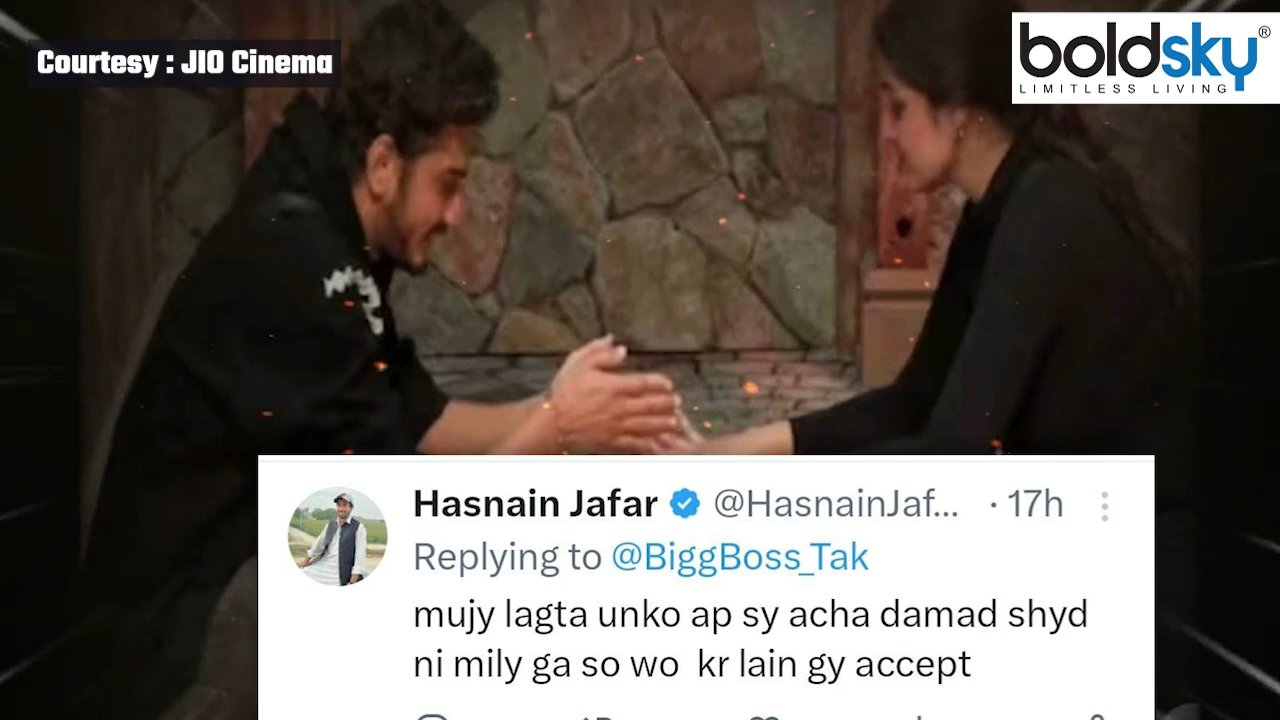 Courtesy : JIO Cinema
boldsky®
LIMITLESS LIVING
Hasnain Jafar @HasnainJaf... · 17h
Replying to @BiggBoss_Tak
mujy lagta unko ap sy acha damad shyd
ni mily ga so wo kr lain gy accept